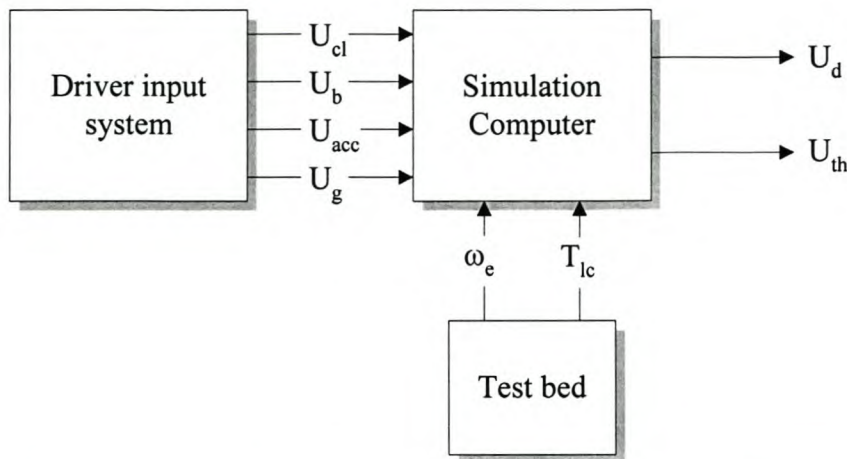 Driver input
system
U_cl
U_b
U_acc
U_g
Simulation
Computer
U_d
U_th
ω_e
T_lc
Test bed